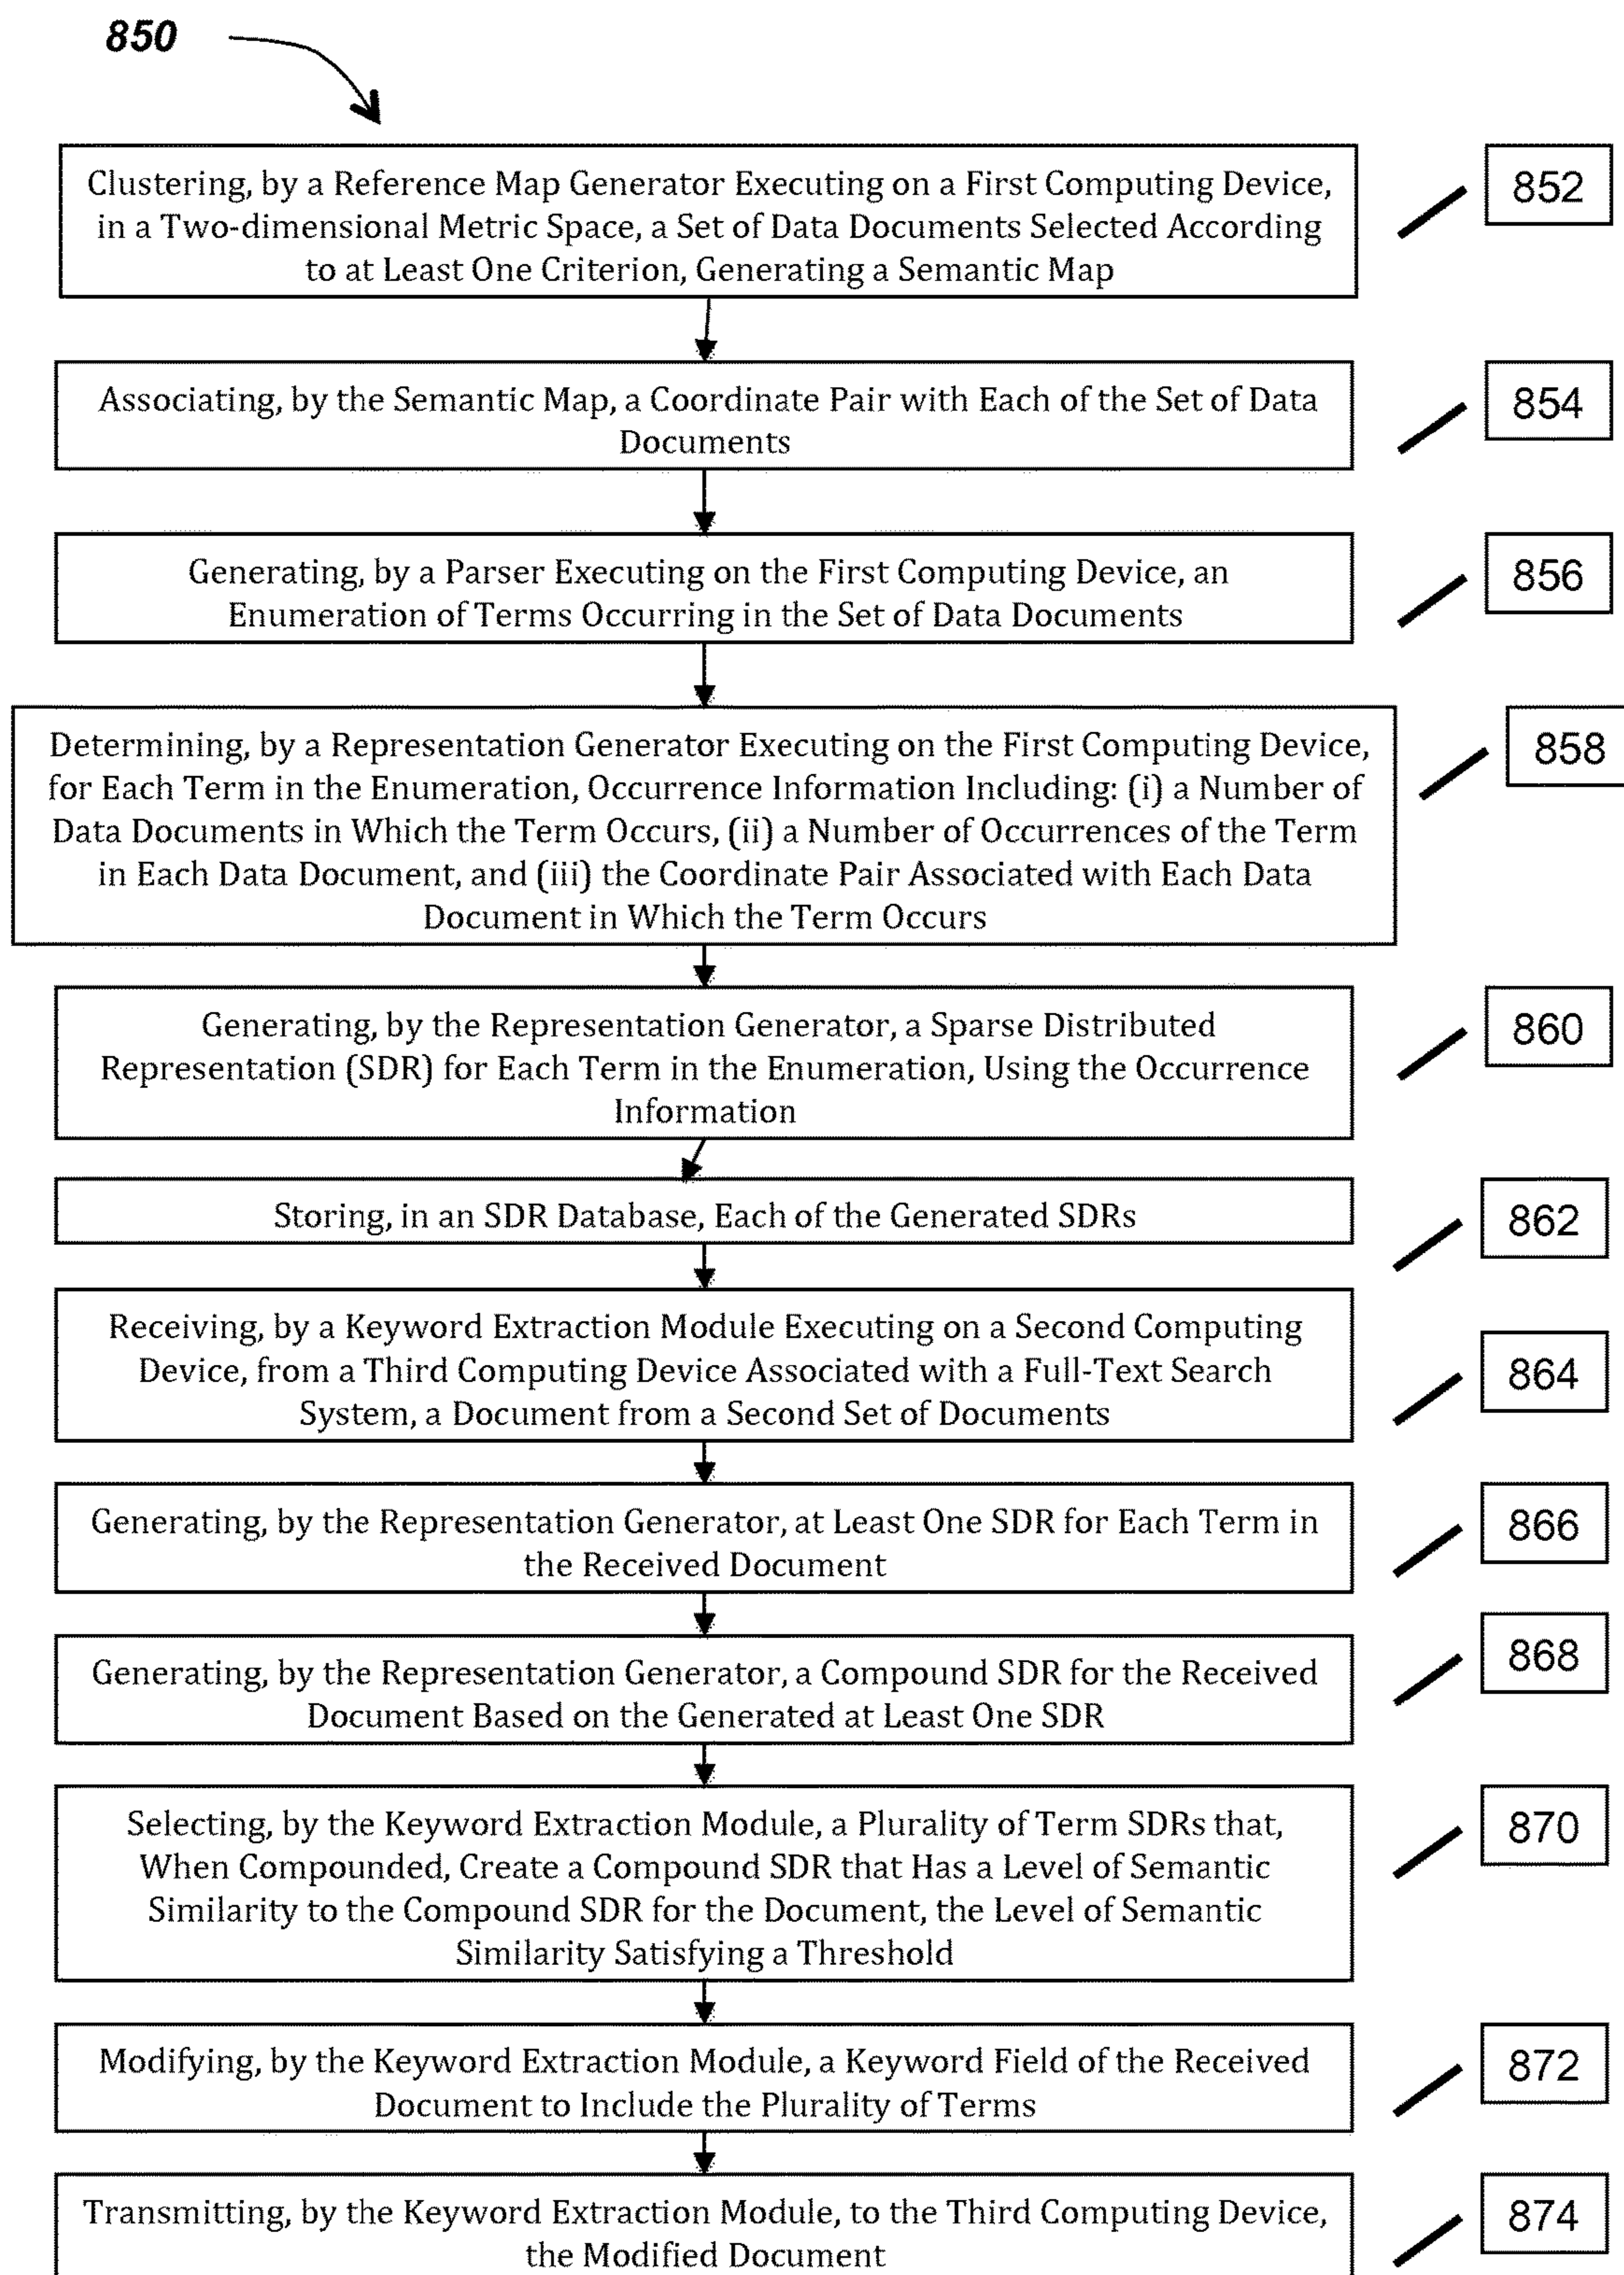 850
Clustering, by a Reference Map Generator Executing on a First Computing Device,
in a Two-dimensional Metric Space, a Set of Data Documents Selected According
to at Least One Criterion, Generating a Semantic Map
852
Associating, by the Semantic Map, a Coordinate Pair with Each of the Set of Data
Documents
854
Generating, by a Parser Executing on the First Computing Device, an
Enumeration of Terms Occurring in the Set of Data Documents
856
Determining, by a Representation Generator Executing on the First Computing Device,
for Each Term in the Enumeration, Occurrence Information Including: (i) a Number of
Data Documents in Which the Term Occurs, (ii) a Number of Occurrences of the Term
in Each Data Document, and (iii) the Coordinate Pair Associated with Each Data
Document in Which the Term Occurs
858
Generating, by the Representation Generator, a Sparse Distributed
Representation (SDR) for Each Term in the Enumeration, Using the Occurrence
Information
860
Storing, in an SDR Database, Each of the Generated SDRs
862
Receiving, by a Keyword Extraction Module Executing on a Second Computing
Device, from a Third Computing Device Associated with a Full-Text Search
System, a Document from a Second Set of Documents
864
Generating, by the Representation Generator, at Least One SDR for Each Term in
the Received Document
866
Generating, by the Representation Generator, a Compound SDR for the Received
Document Based on the Generated at Least One SDR
868
Selecting, by the Keyword Extraction Module, a Plurality of Term SDRs that,
When Compounded, Create a Compound SDR that Has a Level of Semantic
Similarity to the Compound SDR for the Document, the Level of Semantic
Similarity Satisfying a Threshold
870
Modifying, by the Keyword Extraction Module, a Keyword Field of the Received
Document to Include the Plurality of Terms
872
Transmitting, by the Keyword Extraction Module, to the Third Computing Device,
the Modified Document
874